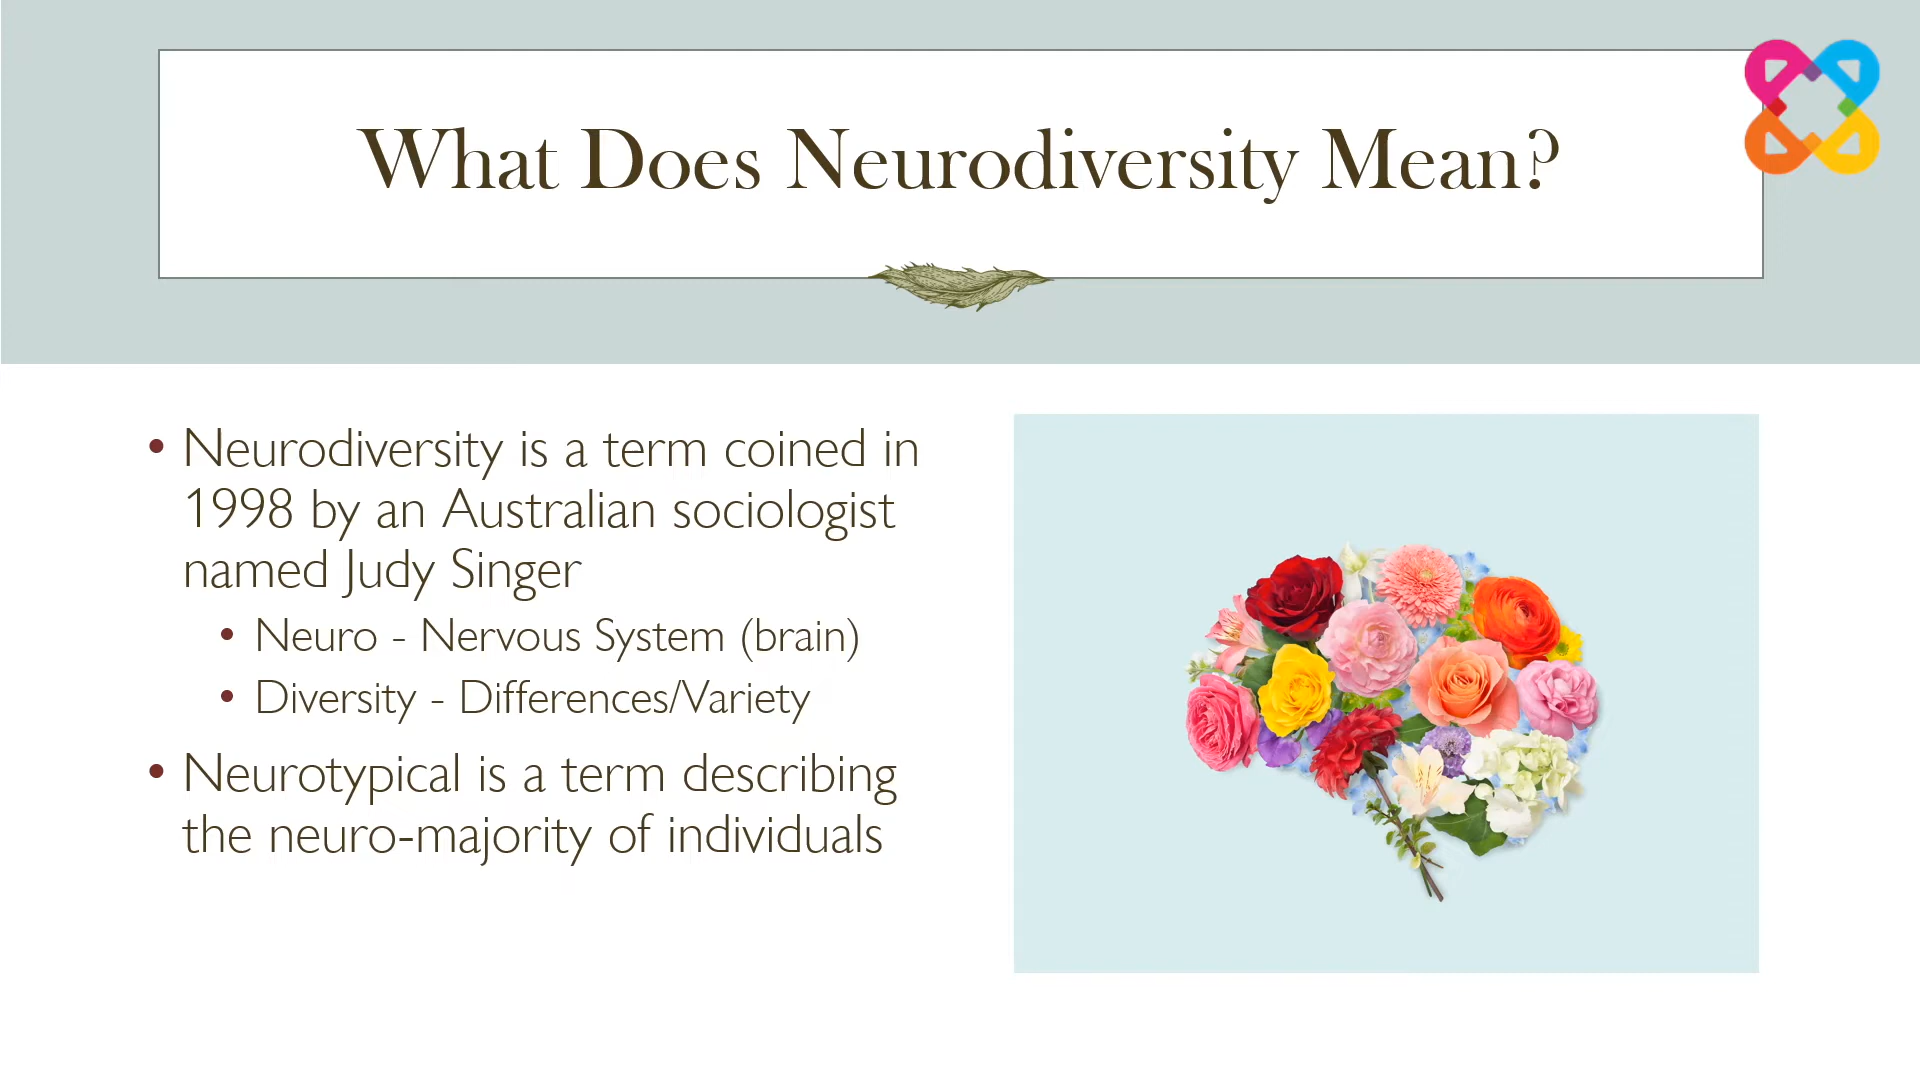 What Does Neurodiversity Mean?
• Neurodiversity is a term coined in
1998 by an Australian sociologist
named Judy Singer
• Neuro - Nervous System (brain)
• Diversity - Differences/Variety
• Neurotypical is a term describing
the neuro-majority of individuals